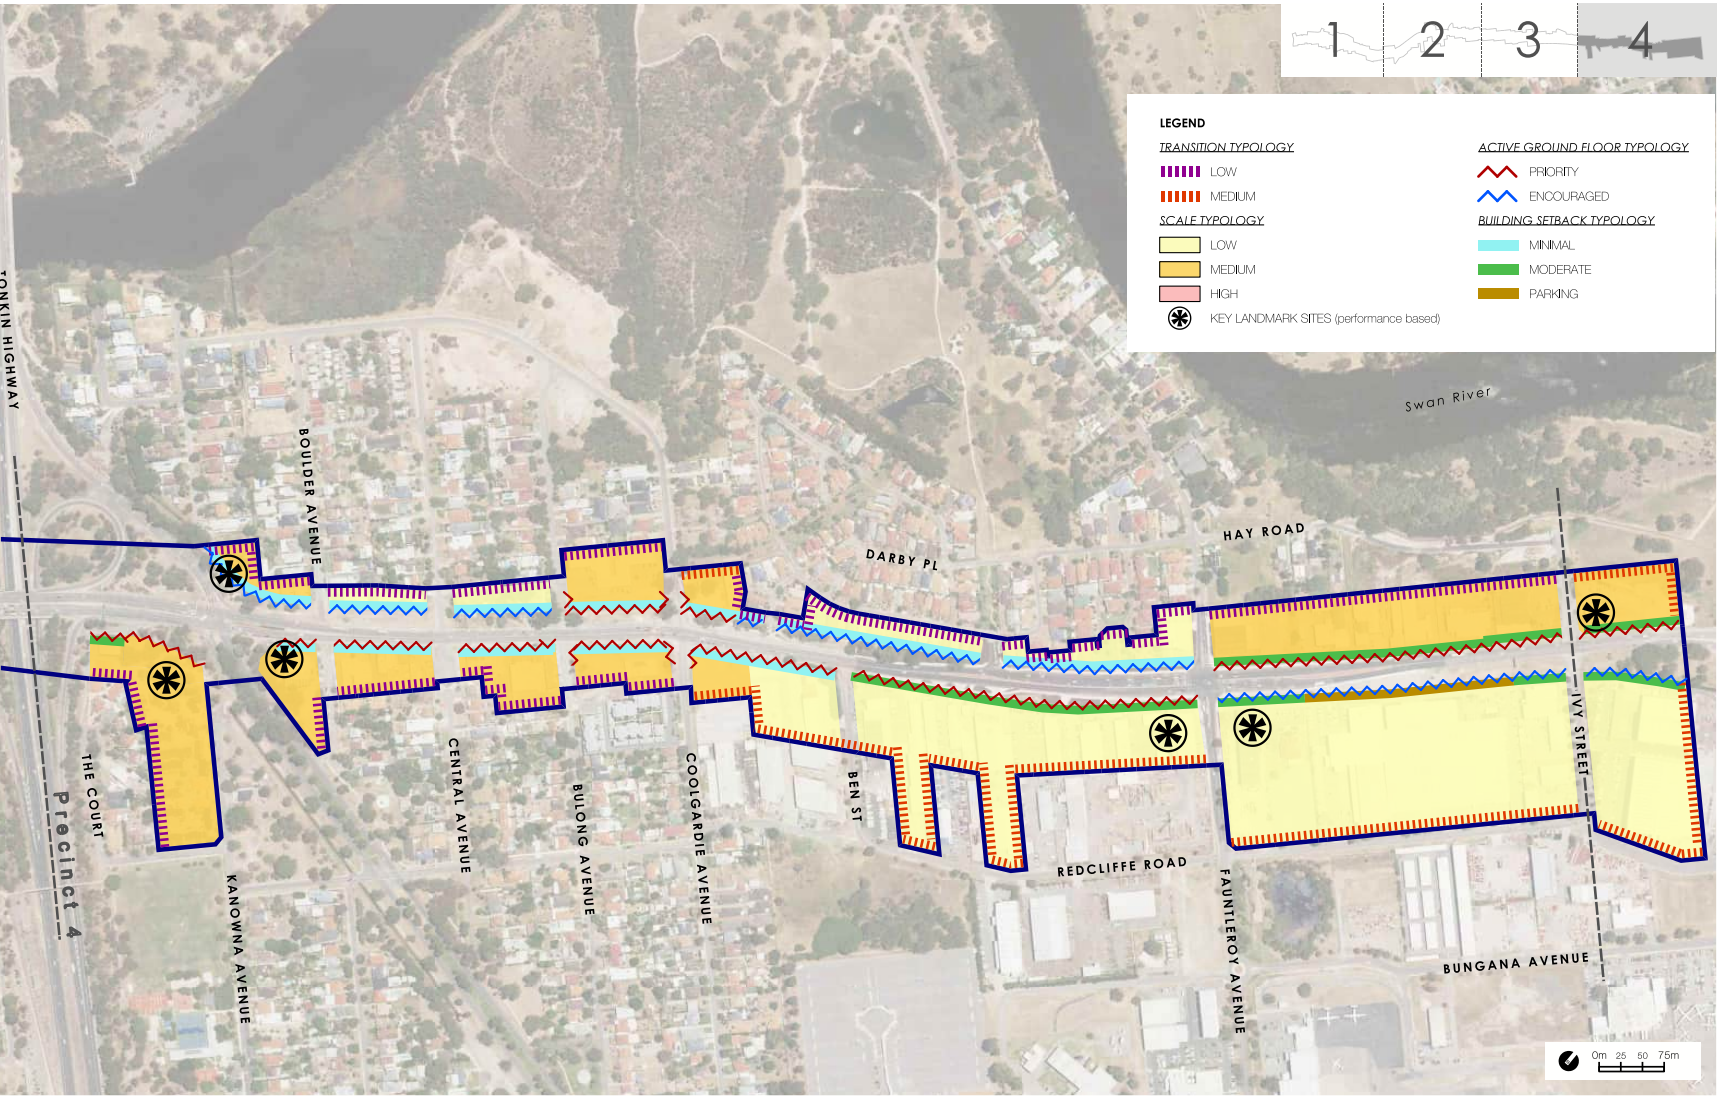 1 2 3 4
LEGEND
TRANSITION TYPOLOGY
LOW
MEDIUM
SCALE TYPOLOGY
LOW
MEDIUM
HIGH
KEY LANDMARK SITES (performance based)
ACTIVE GROUND FLOOR TYPOLOGY
PRIORITY
ENCOURAGED
BUILDING SETBACK TYPOLOGY
MINIMAL
MODERATE
PARKING
TONKIN HIGHWAY
Swan River
BOULDER AVENUE
DARBY PL
HAY ROAD
THE COURT
Precinct 4
KANOWNA AVENUE
CENTRAL AVENUE
BULONG AVENUE
COOLGARDIE AVENUE
BEN ST
REDCLIFFE ROAD
FAUNTLEROY AVENUE
IVY STREET
BUNGANA AVENUE
0m 25 50 75m